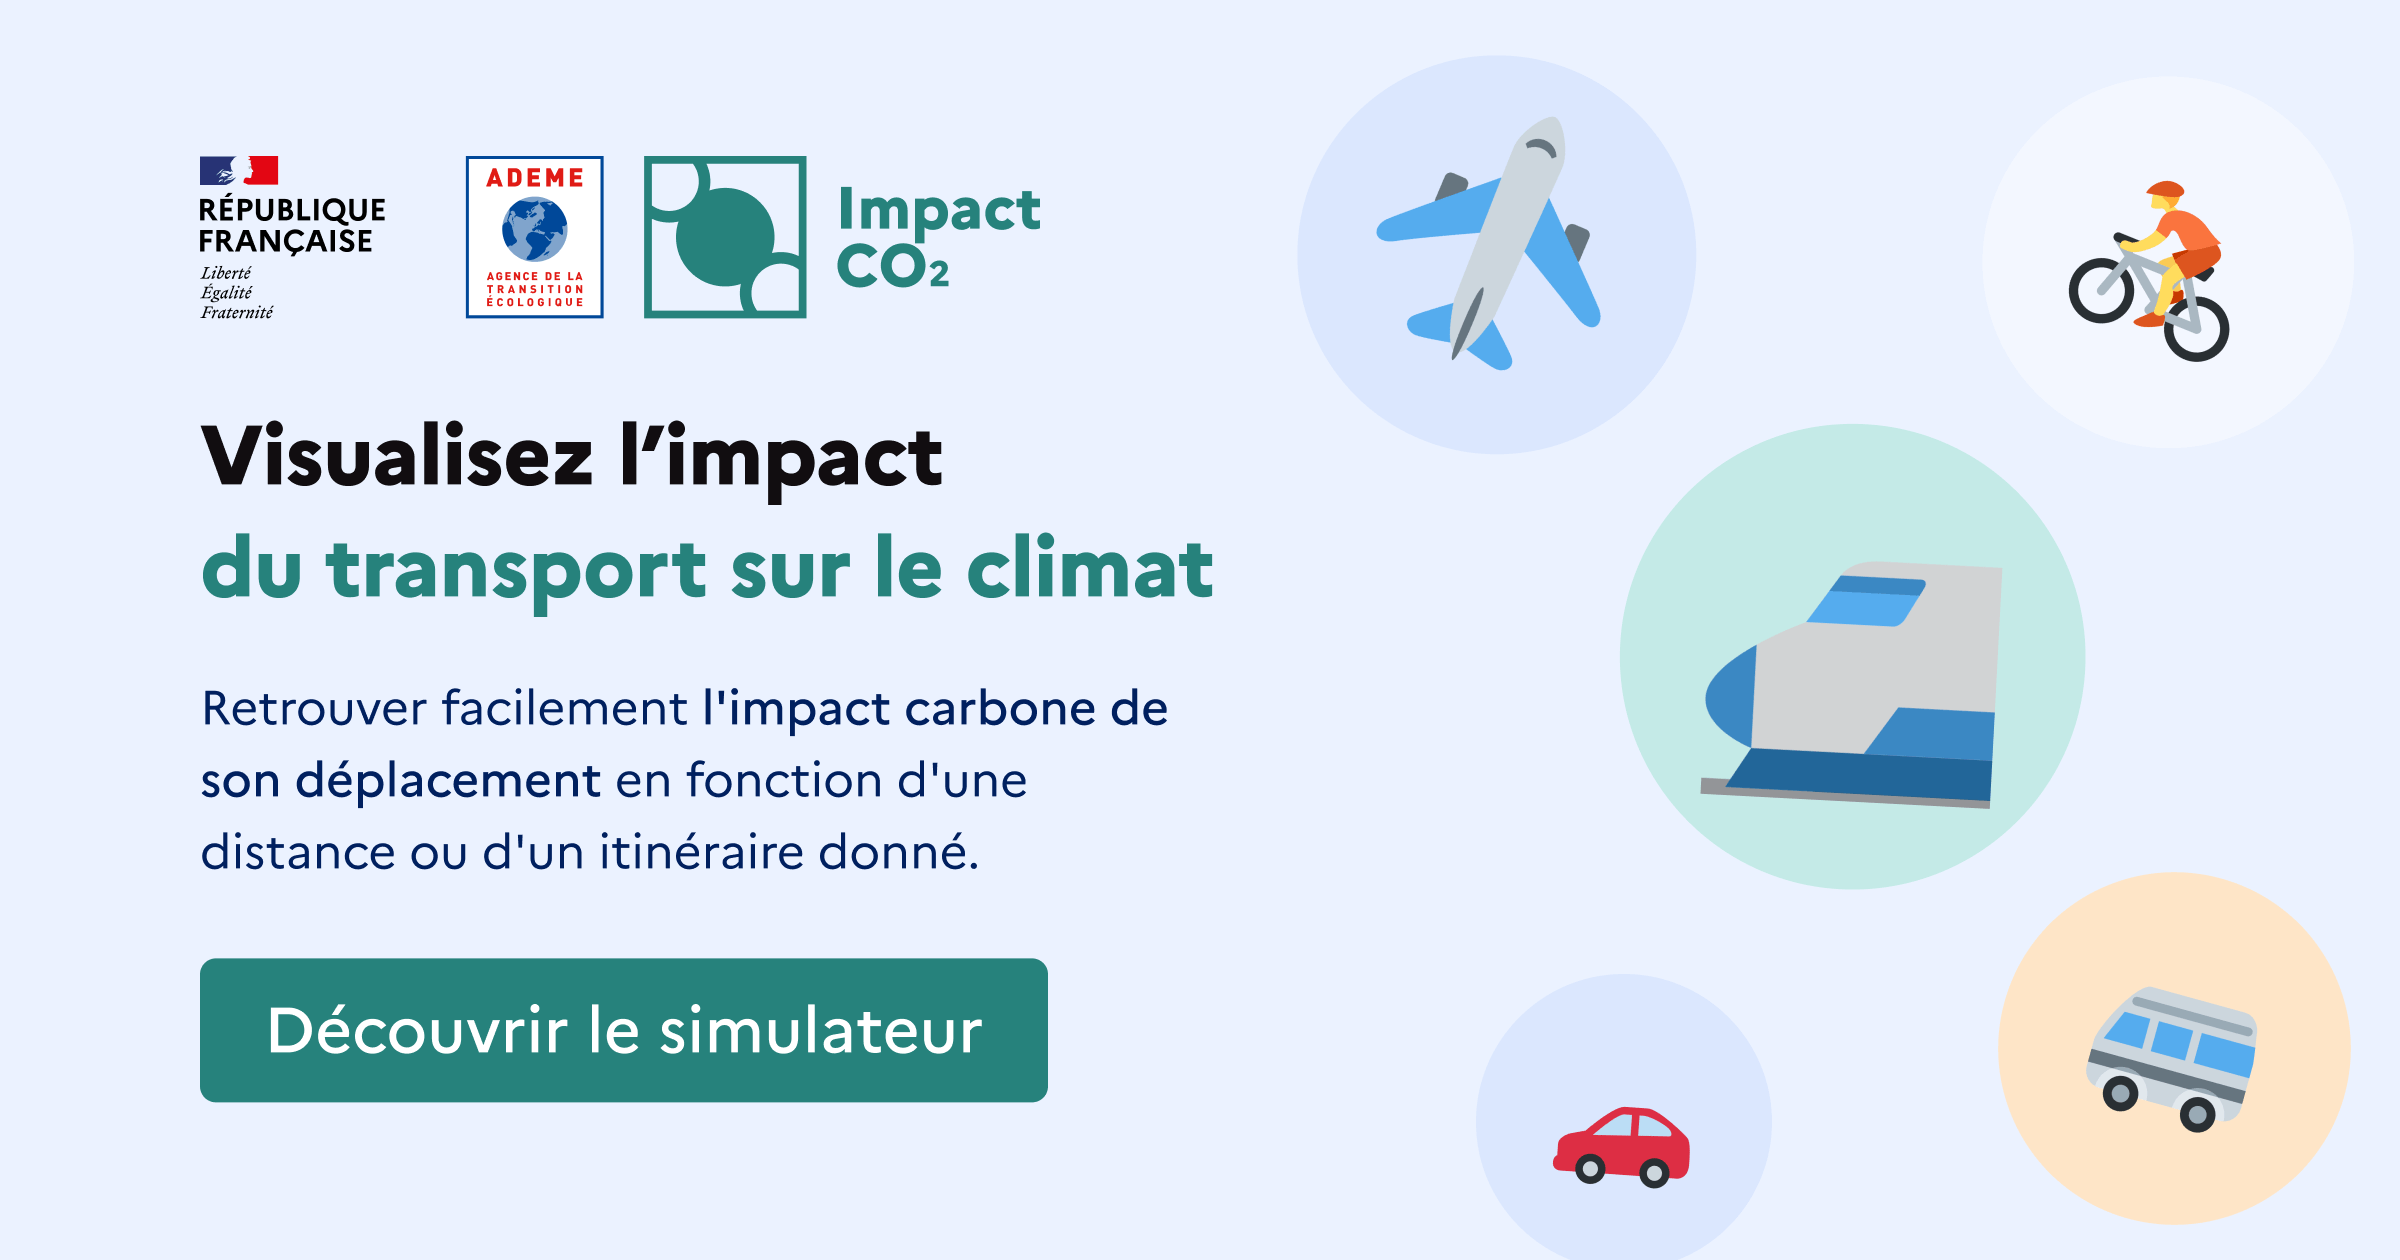 RÉPUBLIQUE
FRANÇAISE
Liberté
Égalité
Fraternité
ADEME
AGENCE DE LA
TRANSITION
ÉCOLOGIQUE
Impact
CO2
Visualisez l’impact
du transport sur le climat
Retrouver facilement l'impact carbone de
son déplacement en fonction d'une
distance ou d'un itinéraire donné.
Découvrir le simulateur